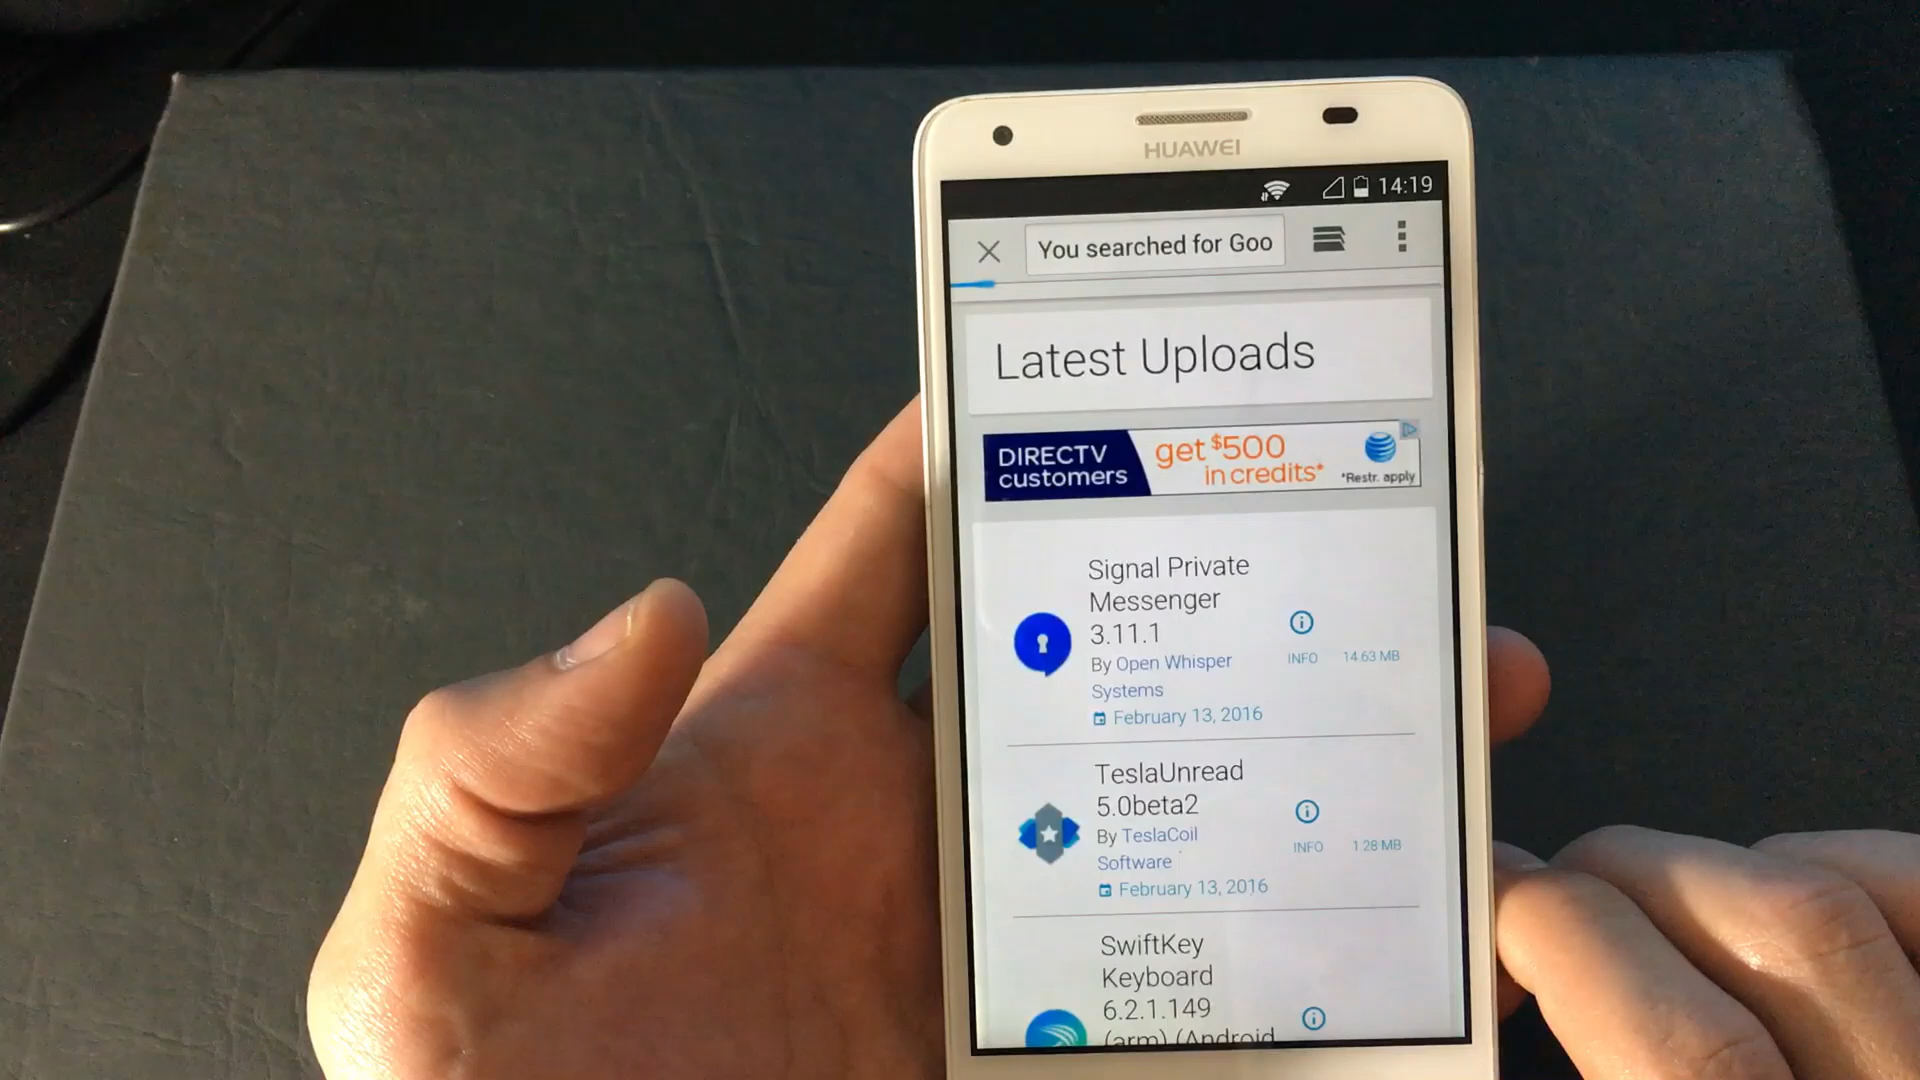 HUAWEI
14:19
You searched for Goo
Latest Uploads
DIRECTV
customers
get $500
in credits*
*Restr. apply
Signal Private
Messenger
3.11.1
By Open Whisper
Systems
February 13, 2016
INFO
14.63 MB
TeslaUnread
5.0beta2
By TeslaCoil
Software
February 13, 2016
INFO
1.28 MB
SwiftKey
Keyboard
6.2.1.149
(arm) (Android